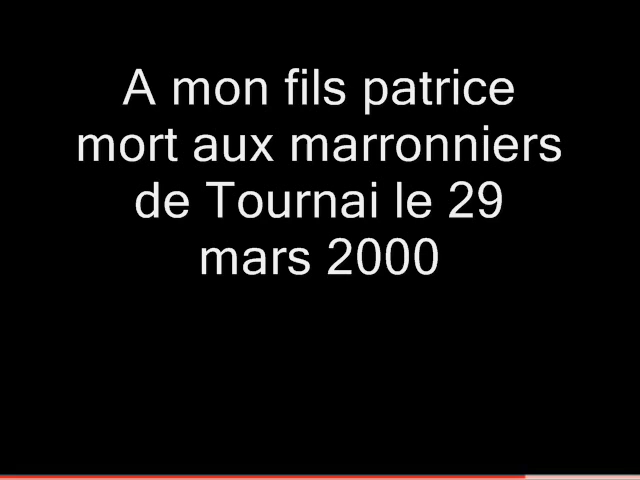 A mon fils patrice
mort aux marronniers
de Tournai le 29
mars 2000